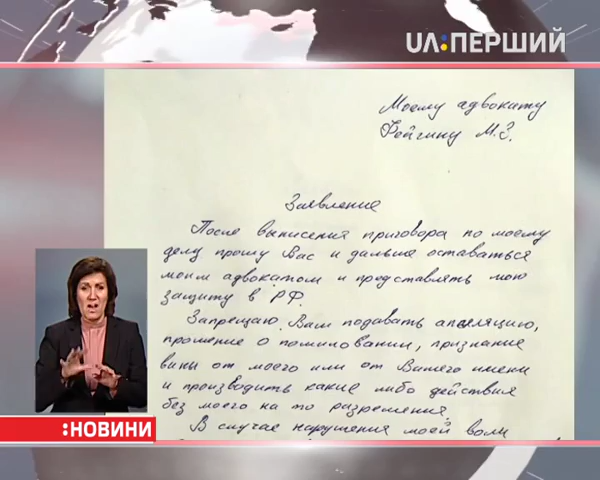 UA:ПЕРШИЙ
Моему адвокату
Фейгину М.З.
Заявление
После вынесения приговора по моему
делу прошу Вас и дальше оставаться
моим адвокатом и представлять мою
защиту в РФ.
Запрещаю Вам подавать апелляцию,
прошение о помиловании, признание
вины от моего или от Вашего имени
и производить какие либо действия
без моего на то разрешения.
В случае нарушения моей воли
:НОВИНИ